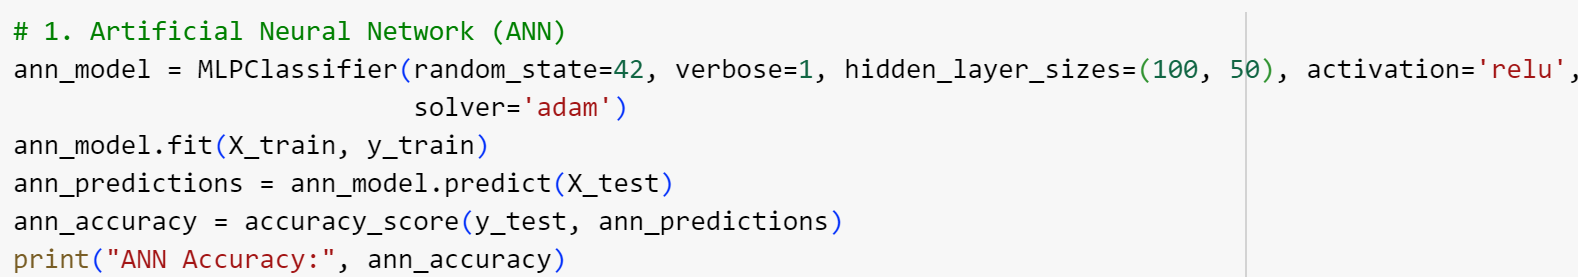 # 1. Artificial Neural Network (ANN)
ann_model = MLPClassifier(random_state=42, verbose=1, hidden_layer_sizes=(100, 50), activation='relu',
                          solver='adam')
ann_model.fit(X_train, y_train)
ann_predictions = ann_model.predict(X_test)
ann_accuracy = accuracy_score(y_test, ann_predictions)
print("ANN Accuracy:", ann_accuracy)